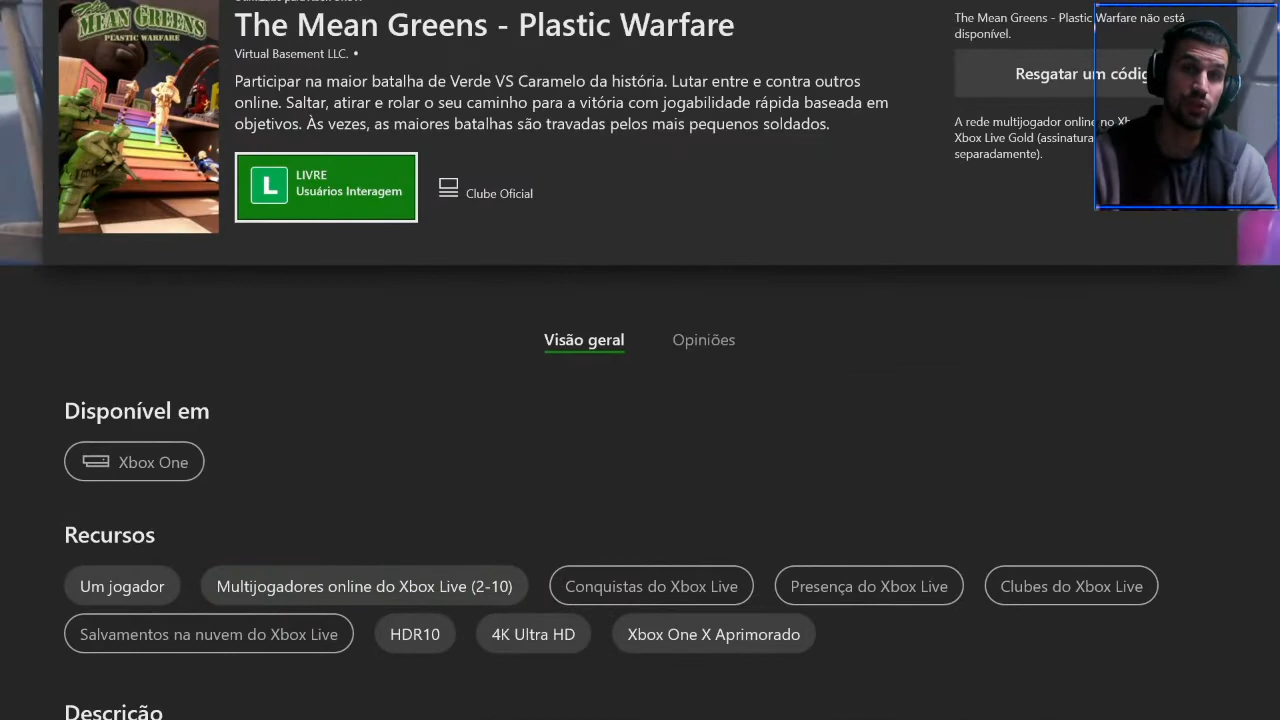 The
MEAN GREENS
PLASTIC WARFARE
The Mean Greens - Plastic Warfare
Virtual Basement LLC. •
Participar na maior batalha de Verde VS Caramelo da história. Lutar entre e contra outros
online. Saltar, atirar e rolar o seu caminho para a vitória com jogabilidade rápida baseada em
objetivos. Às vezes, as maiores batalhas são travadas pelos mais pequenos soldados.
L
LIVRE
Usuários Interagem
Clube Oficial
The Mean Greens - Plastic Warfare não está
disponível.
Resgatar um códig
A rede multijogador online no Xb
Xbox Live Gold (assinatura
separadamente).
Visão geral
Opiniões
Disponível em
Xbox One
Recursos
Um jogador
Multijogadores online do Xbox Live (2-10)
Conquistas do Xbox Live
Presença do Xbox Live
Clubes do Xbox Live
Salvamentos na nuvem do Xbox Live
HDR10
4K Ultra HD
Xbox One X Aprimorado
Descrição